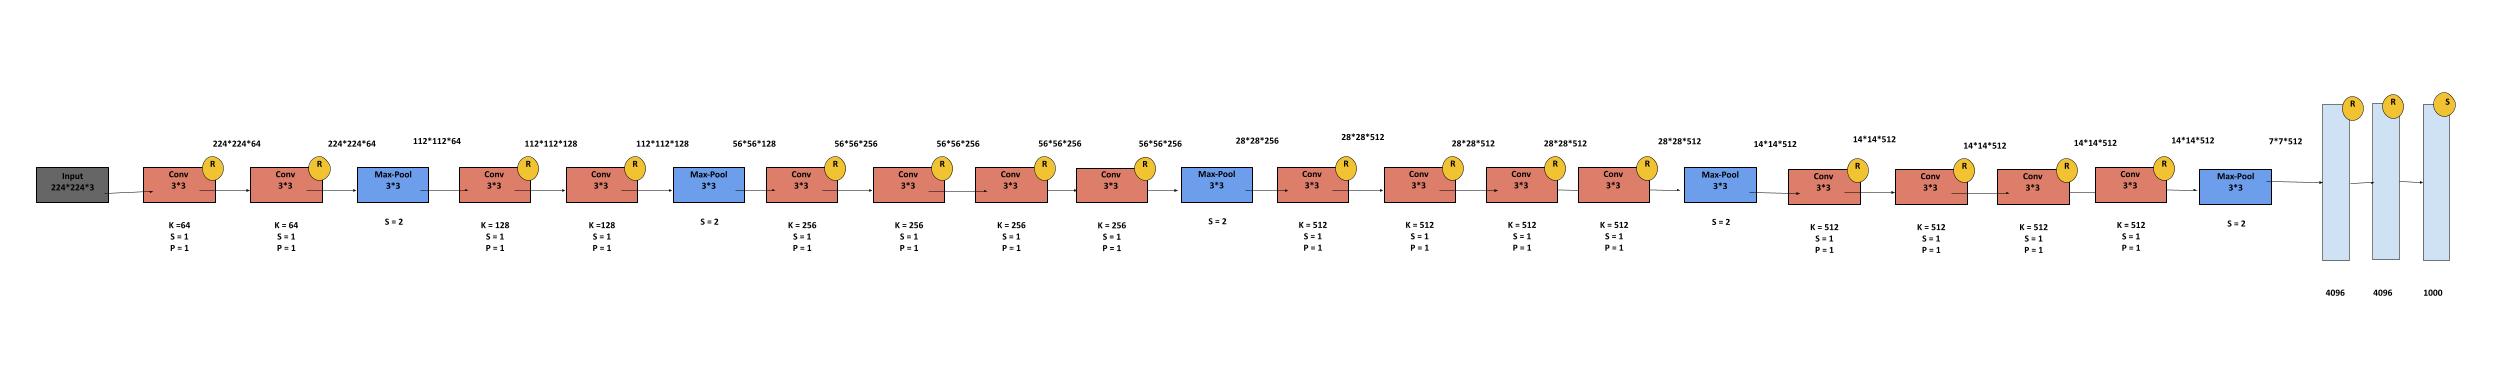 Input
224*224*3
Conv
3*3
R
K =64
S = 1
P = 1
224*224*64
Conv
3*3
R
K = 64
S = 1
P = 1
224*224*64
Max-Pool
3*3
S = 2
112*112*64
Conv
3*3
R
K = 128
S = 1
P = 1
112*112*128
Conv
3*3
R
K =128
S = 1
P = 1
112*112*128
Max-Pool
3*3
S = 2
56*56*128
Conv
3*3
R
K = 256
S = 1
P = 1
56*56*256
Conv
3*3
R
K = 256
S = 1
P = 1
56*56*256
Conv
3*3
R
K = 256
S = 1
P = 1
56*56*256
Conv
3*3
R
K = 256
S = 1
P = 1
56*56*256
Max-Pool
3*3
S = 2
28*28*256
Conv
3*3
R
K = 512
S = 1
P = 1
28*28*512
Conv
3*3
R
K = 512
S = 1
P = 1
28*28*512
Conv
3*3
R
K = 512
S = 1
P = 1
28*28*512
Conv
3*3
R
K = 512
S = 1
P = 1
28*28*512
Max-Pool
3*3
S = 2
14*14*512
Conv
3*3
R
K = 512
S = 1
P = 1
14*14*512
Conv
3*3
R
K = 512
S = 1
P = 1
14*14*512
Conv
3*3
R
K = 512
S = 1
P = 1
14*14*512
Conv
3*3
R
K = 512
S = 1
P = 1
14*14*512
Max-Pool
3*3
S = 2
7*7*512
R
4096
R
4096
S
1000